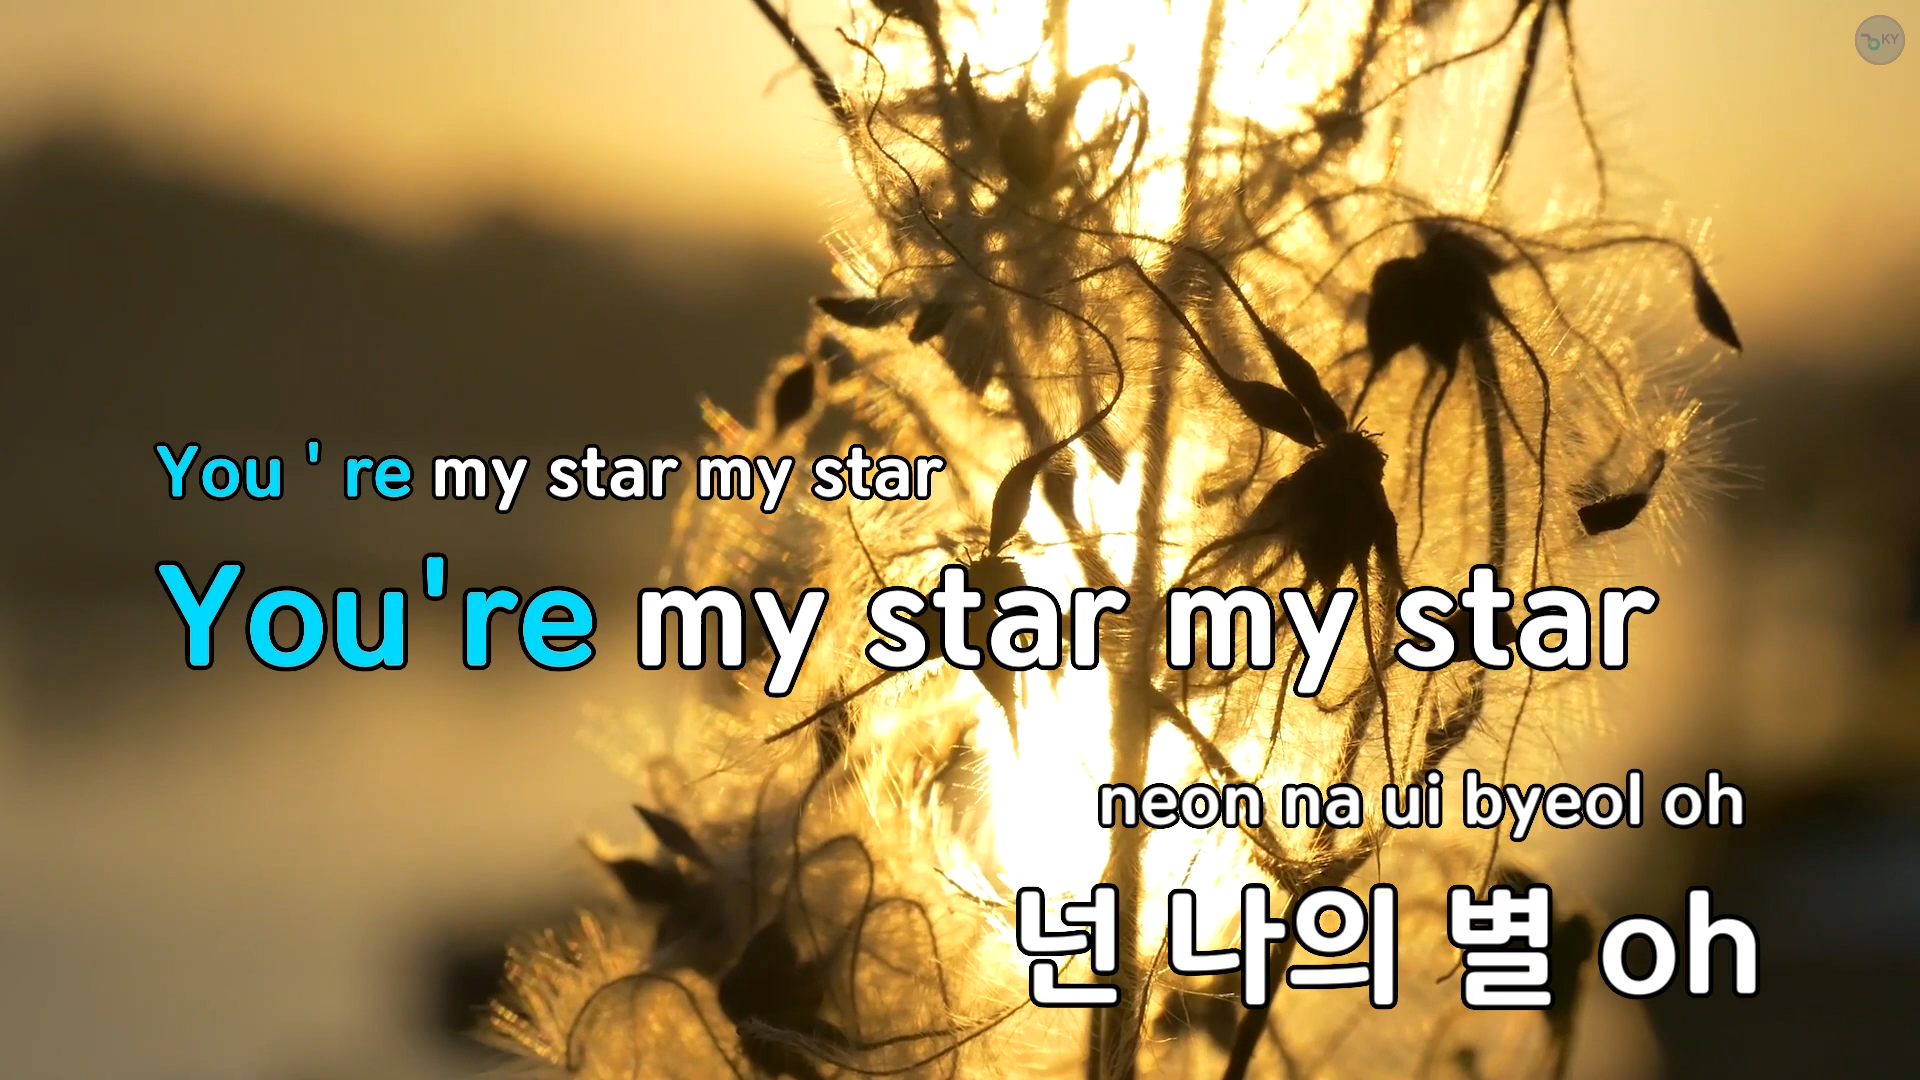 KY
You ' re my star my star
You're my star my star
neon na ui byeol oh
넌 나의 별 oh